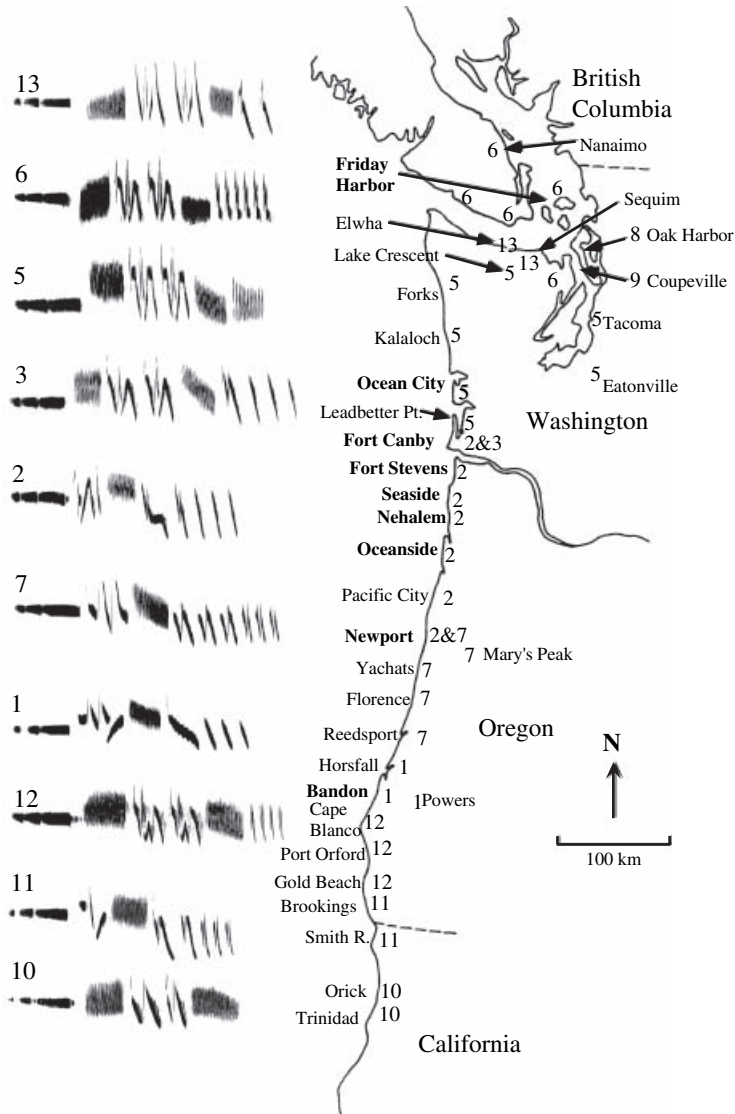 13
6
5
3
2
7
1
12
11
10
British
Columbia
6 Nanaimo
Friday
Harbor
6
6
6
Sequim
Elwha
13
13
8 Oak Harbor
Lake Crescent
5
6
9 Coupeville
Forks
5
5 Tacoma
Kalaloch
5
5
Eatonville
Ocean City
5
Washington
Leadbetter Pt.
5
Fort Canby
2&3
Fort Stevens
2
Seaside
2
Nehalem
2
Oceanside
2
Pacific City
2
Newport
2&7
7 Mary's Peak
Yachats
7
Florence
7
Oregon
Reedsport
7
N
Horsfall
1
Bandon
1
1Powers
Cape
Blanco
12
100 km
Port Orford
12
Gold Beach
12
Brookings
11
Smith R.
11
Orick
10
Trinidad
10
California